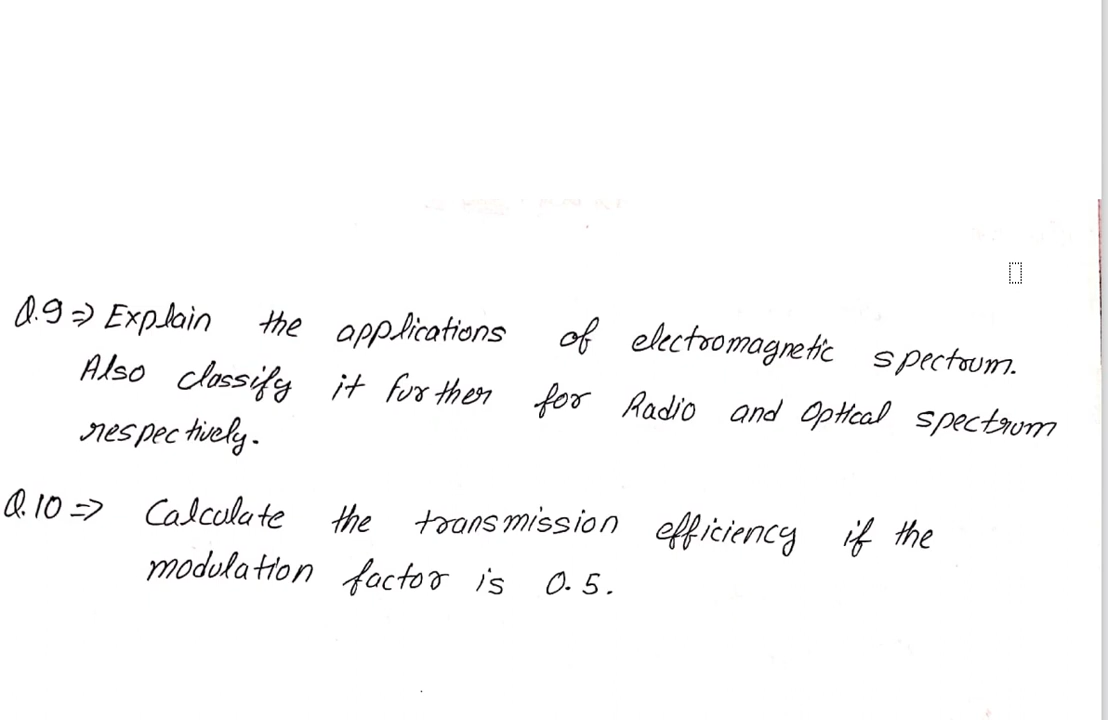 Q.9 => Explain the applications of electromagnetic spectrum.
Also classify it further for Radio and Optical spectrum
respectively.
Q.10 => Calculate the transmission efficiency if the
modulation factor is 0.5.